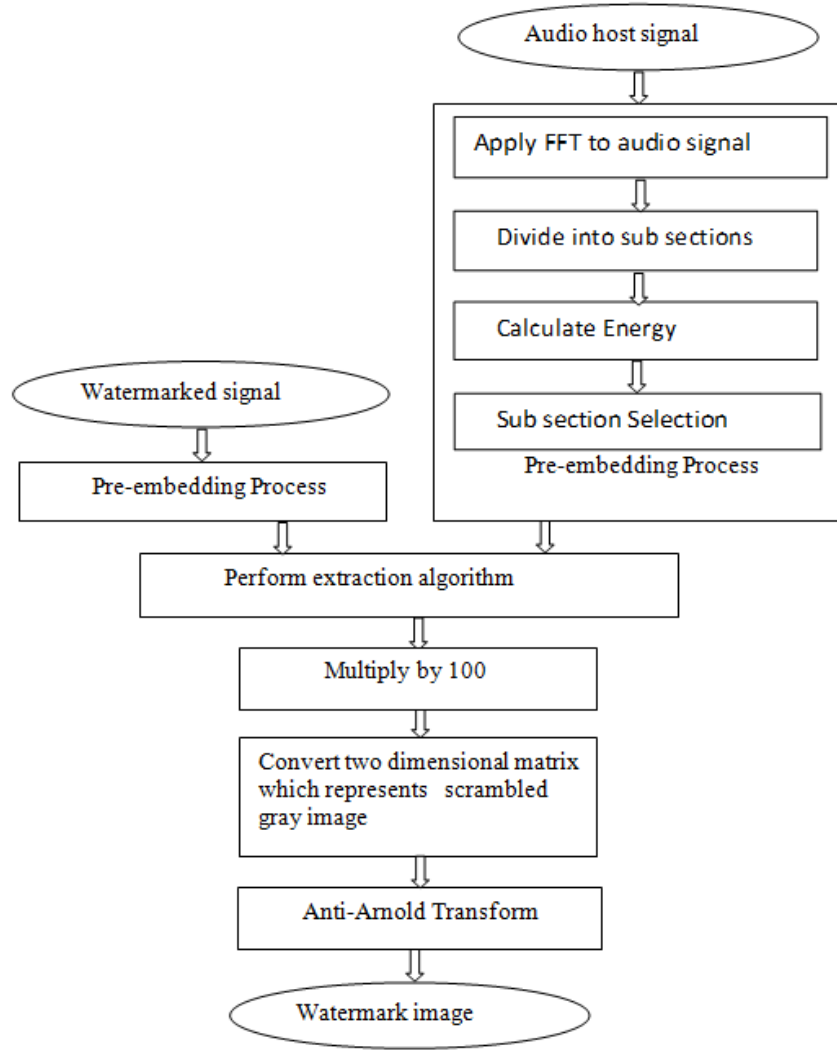 Audio host signal
Apply FFT to audio signal
Divide into sub sections
Calculate Energy
Sub section Selection
Pre-embedding Process
Watermarked signal
Pre-embedding Process
Perform extraction algorithm
Multiply by 100
Convert two dimensional matrix
which represents scrambled
gray image
Anti-Arnold Transform
Watermark image